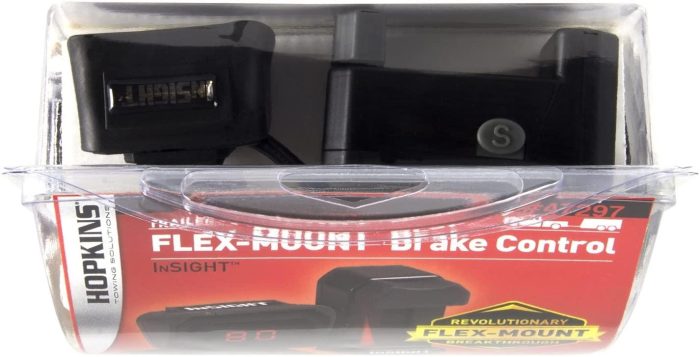 InSIGHT
S
HOPKINS
TOWING SOLUTIONS
TRAILER
FLEX-MOUNT Brake Control
InSIGHT™
InSIGHT
REVOLUTIONARY
FLEX-MOUNT
BREAKTHROUGH